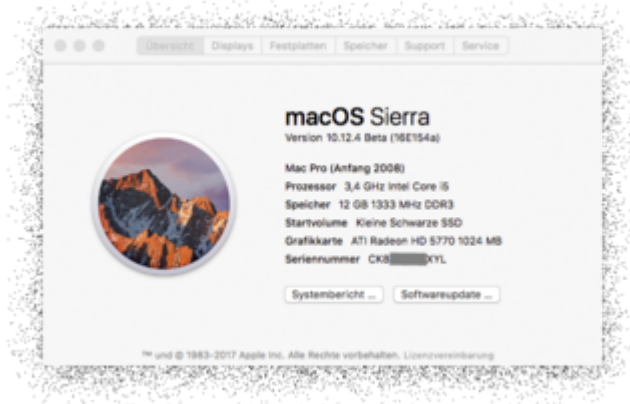 Übersicht Displays Festplatten Speicher Support Service
macOS Sierra
Version 10.12.4 Beta (16E154a)
Mac Pro (Anfang 2008)
Prozessor 3,4 GHz Intel Core i5
Speicher 12 GB 1333 MHz DDR3
Startvolume Kleine Schwarze SSD
Grafikkarte ATI Radeon HD 5770 1024 MB
Seriennummer CK8 XYL
Systembericht ... Softwareupdate ...
™ und © 1983-2017 Apple Inc. Alle Rechte vorbehalten. Lizenzvereinbarung